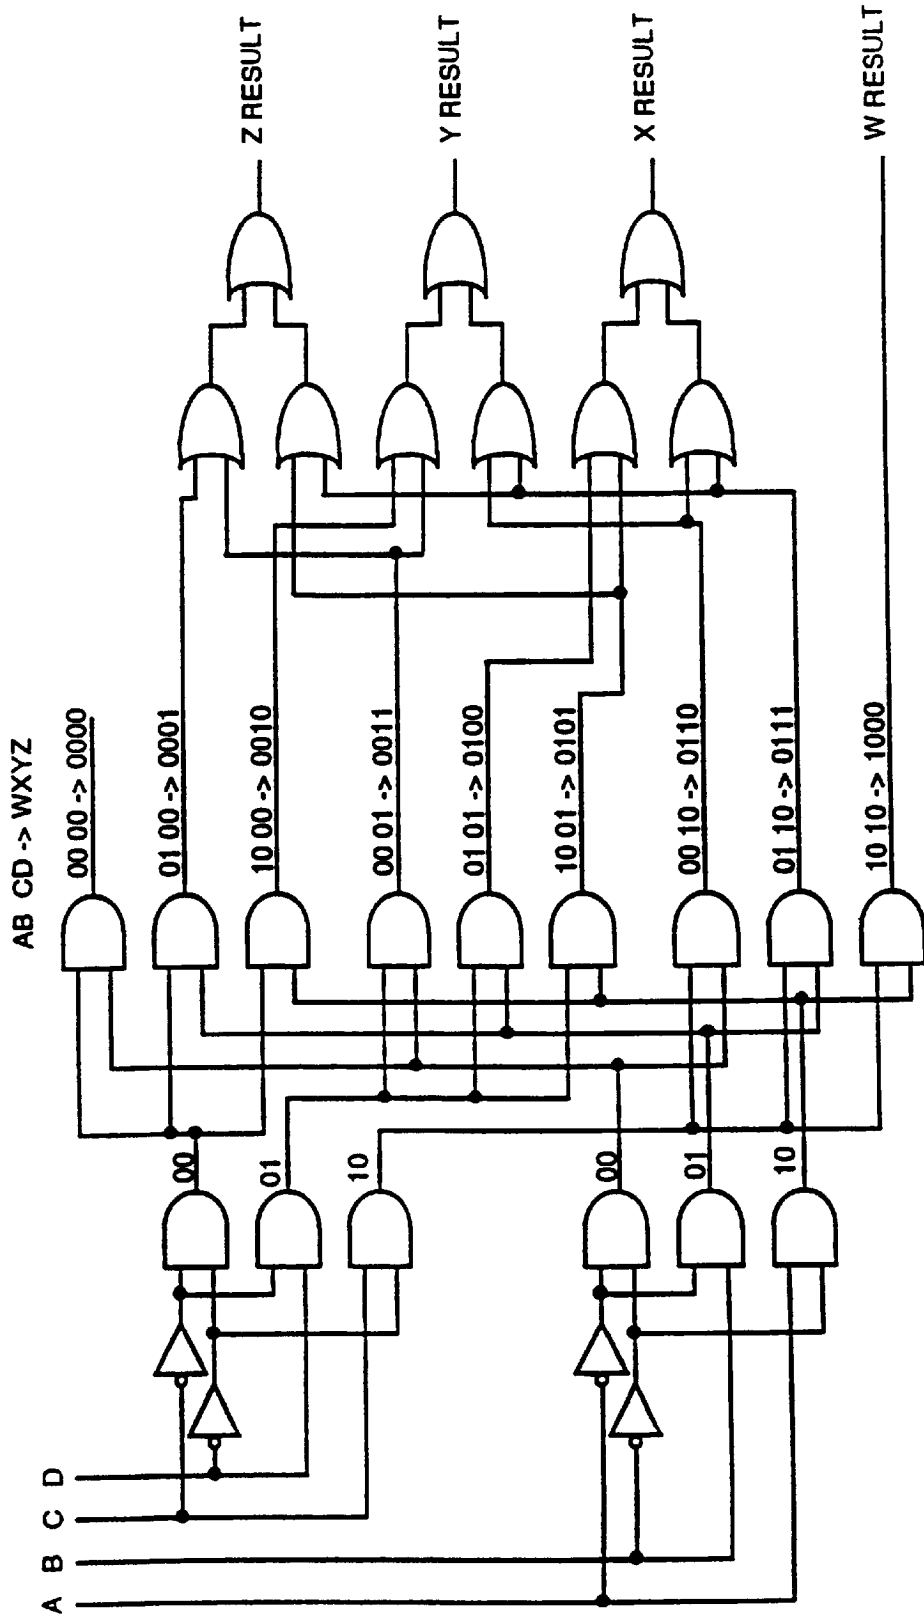 AB CD -> WXYZ
00 00 -> 0000
01 00 -> 0001
10 00 -> 0010
00 01 -> 0011
01 01 -> 0100
10 01 -> 0101
00 10 -> 0110
01 10 -> 0111
10 10 -> 1000
A
B
C
D
00
01
10
00
01
10
Z RESULT
Y RESULT
X RESULT
W RESULT